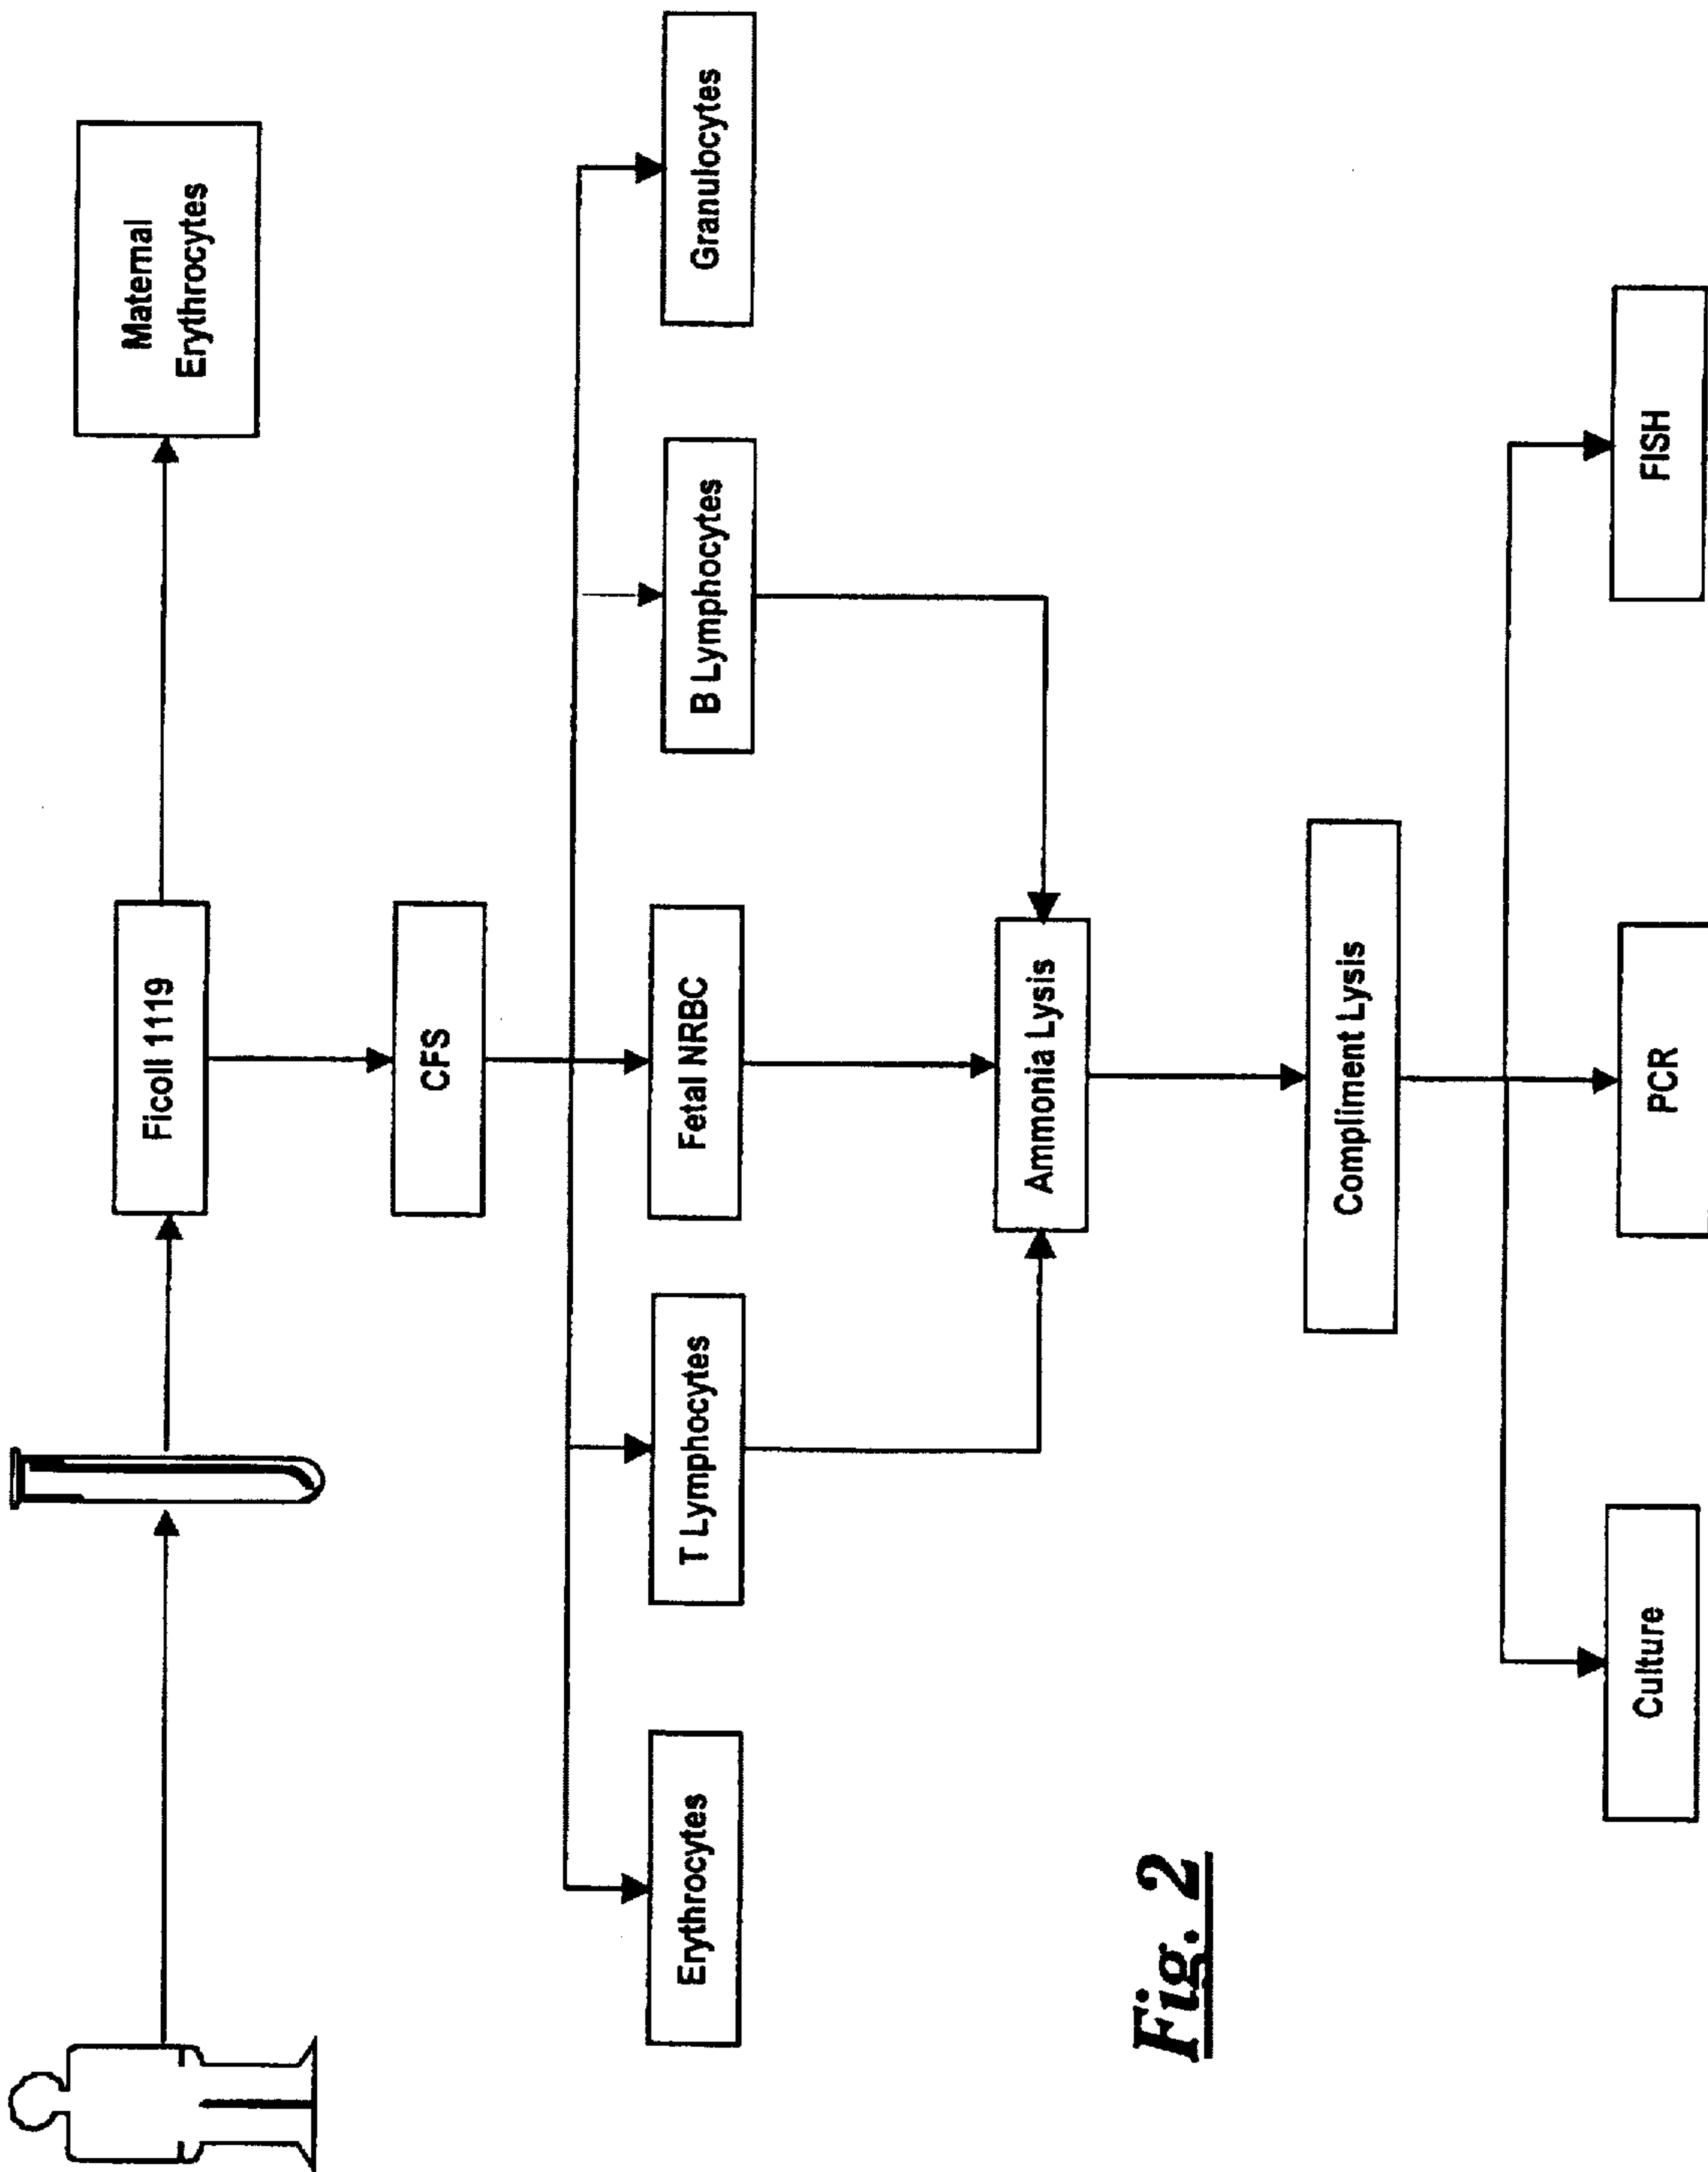 Maternal
Erythrocytes
Ficoll 1119
CFS
Erythrocytes
T Lymphocytes
Fetal NRBC
B Lymphocytes
Granulocytes
Ammonia Lysis
Compliment Lysis
Culture
PCR
FISH
Fig. 2